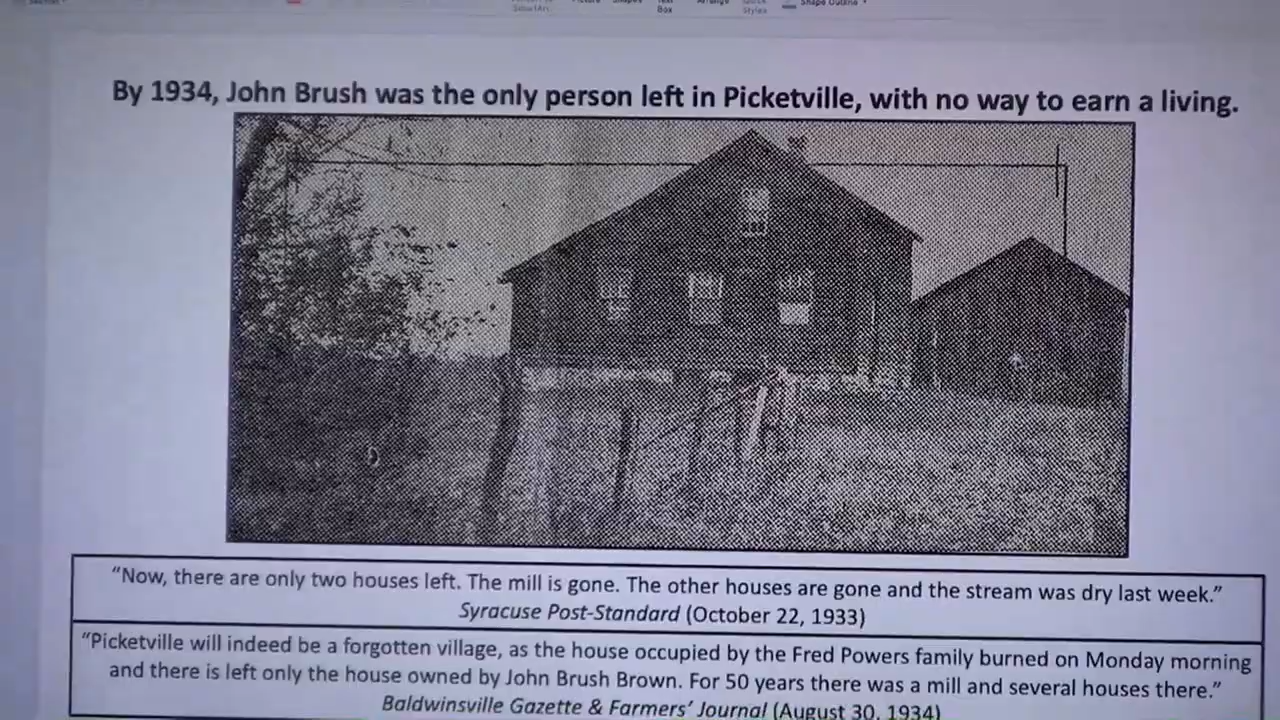 Box
Styles
Shape Outline
By 1934, John Brush was the only person left in Picketville, with no way to earn a living.
“Now, there are only two houses left. The mill is gone. The other houses are gone and the stream was dry last week.”
Syracuse Post-Standard (October 22, 1933)
“Picketville will indeed be a forgotten village, as the house occupied by the Fred Powers family burned on Monday morning
and there is left only the house owned by John Brush Brown. For 50 years there was a mill and several houses there.”
Baldwinsville Gazette & Farmers’ Journal (August 30, 1934)